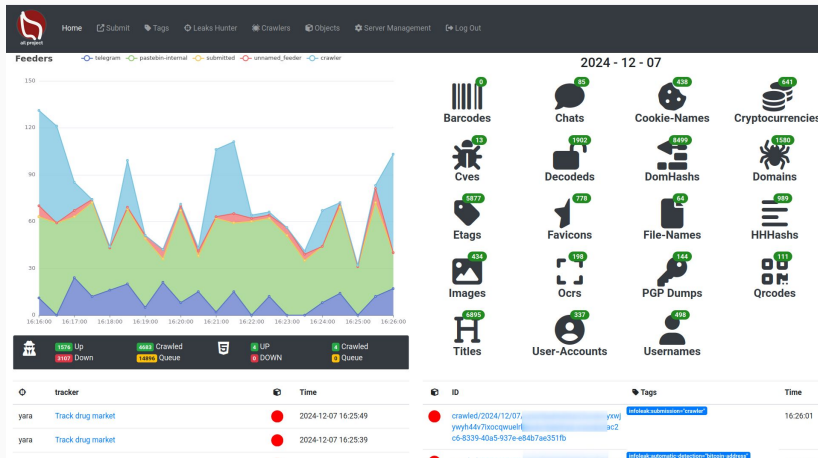 ail project
Home Submit Tags Leaks Hunter Crawlers Objects Server Management Log Out
Feeders
telegram pastebin-internal submitted unnamed_feeder crawler
150
120
90
60
30
0
16:16:00 16:17:00 16:18:00 16:19:00 16:20:00 16:21:00 16:22:00 16:23:00 16:24:00 16:25:00 16:26:00
1576 Up 4683 Crawled 4 UP 4 Crawled
3107 Down 14896 Queue 0 DOWN 0 Queue
tracker Time
yara Track drug market 2024-12-07 16:25:49
yara Track drug market 2024-12-07 16:25:39
2024 - 12 - 07
0 85 438 641
Barcodes Chats Cookie-Names Cryptocurrencies
13 1902 8499 1580
Cves Decodeds DomHashs Domains
5877 778 64 989
Etags Favicons File-Names HHHashs
434 198 144 111
Images Ocrs PGP Dumps Qrcodes
6895 337 498
Titles User-Accounts Usernames
ID Tags Time
crawled/2024/12/07 yxwj infoleak:submission="crawler" 16:26:01
ywyh44v7ixocqwuelr ac2
c6-8339-40a5-937e-e84b7ae351fb
infoleak:automatic-detection="bitcoin-address"